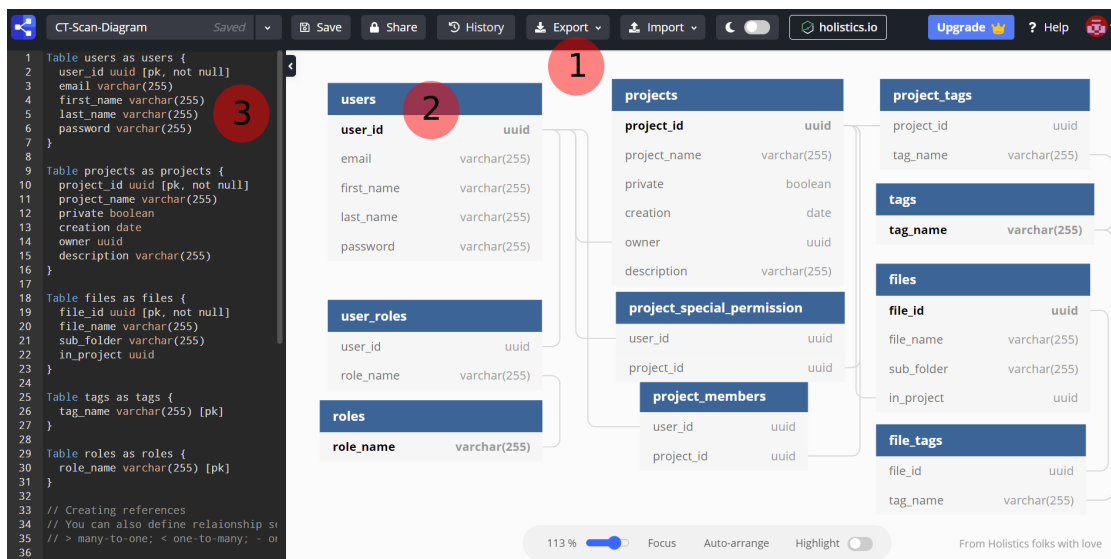 CT-Scan-Diagram Saved Save Share History Export Import holistics.io Upgrade Help
1 Table users as users {
2 user_id uuid [pk, not null]
3 email varchar(255)
4 first_name varchar(255)
5 last_name varchar(255)
6 password varchar(255)
7 }
8
9 Table projects as projects {
10 project_id uuid [pk, not null]
11 project_name varchar(255)
12 private boolean
13 creation date
14 owner uuid
15 description varchar(255)
16 }
17
18 Table files as files {
19 file_id uuid [pk, not null]
20 file_name varchar(255)
21 sub_folder varchar(255)
22 in_project uuid
23 }
24
25 Table tags as tags {
26 tag_name varchar(255) [pk]
27 }
28
29 Table roles as roles {
30 role_name varchar(255) [pk]
31 }
32
33 // Creating references
34 // You can also define relaionship se
35 // > many-to-one; < one-to-many; - on
36
3
1
2
users
user_id uuid
email varchar(255)
first_name varchar(255)
last_name varchar(255)
password varchar(255)
user_roles
user_id uuid
role_name varchar(255)
roles
role_name varchar(255)
projects
project_id uuid
project_name varchar(255)
private boolean
creation date
owner uuid
description varchar(255)
project_special_permission
user_id uuid
project_id uuid
project_members
user_id uuid
project_id uuid
project_tags
project_id uuid
tag_name varchar(255)
tags
tag_name varchar(255)
files
file_id uuid
file_name varchar(255)
sub_folder varchar(255)
in_project uuid
file_tags
file_id uuid
tag_name varchar(255)
113 % Focus Auto-arrange Highlight
From Holistics folks with love